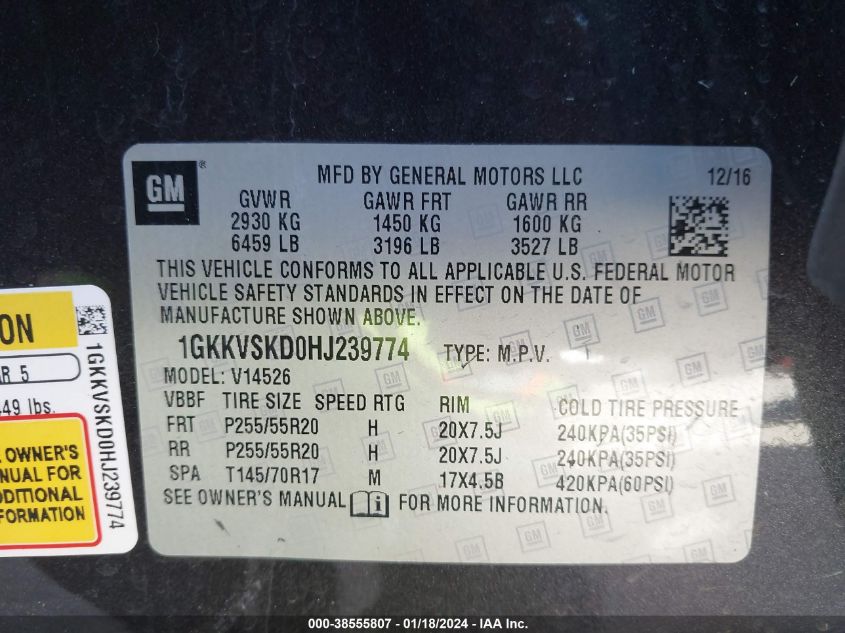 GM
MFD BY GENERAL MOTORS LLC 12/16
GVWR GAWR FRT GAWR RR
2930 KG 1450 KG 1600 KG
6459 LB 3196 LB 3527 LB
THIS VEHICLE CONFORMS TO ALL APPLICABLE U.S. FEDERAL MOTOR
VEHICLE SAFETY STANDARDS IN EFFECT ON THE DATE OF
MANUFACTURE SHOWN ABOVE.
1GKKVSKD0HJ239774 TYPE: M.P.V.
MODEL: V14526
VBBF TIRE SIZE SPEED RTG RIM COLD TIRE PRESSURE
FRT P255/55R20 H 20X7.5J 240KPA(35PSI)
RR P255/55R20 H 20X7.5J 240KPA(35PSI)
SPA T145/70R17 M 17X4.5B 420KPA(60PSI)
SEE OWNER'S MANUAL i FOR MORE INFORMATION.
ON
AR 5
49 lbs.
OWNER'S
NUAL FOR
DITIONAL
FORMATION
1GKKVSKD0HJ239774
000-38555807 - 01/18/2024 - IAA Inc.